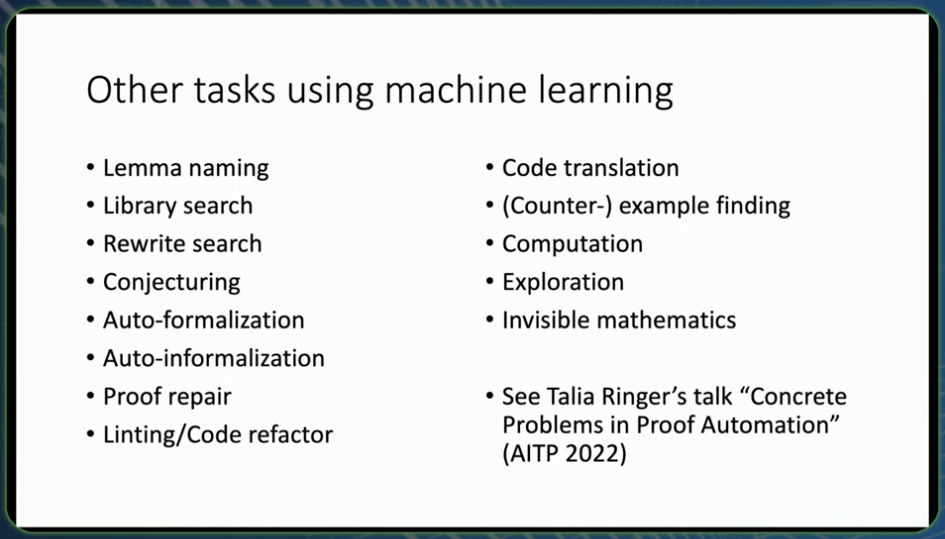 Other tasks using machine learning
• Lemma naming
• Library search
• Rewrite search
• Conjecturing
• Auto-formalization
• Auto-informalization
• Proof repair
• Linting/Code refactor
• Code translation
• (Counter-) example finding
• Computation
• Exploration
• Invisible mathematics
• See Talia Ringer’s talk “Concrete
Problems in Proof Automation”
(AITP 2022)